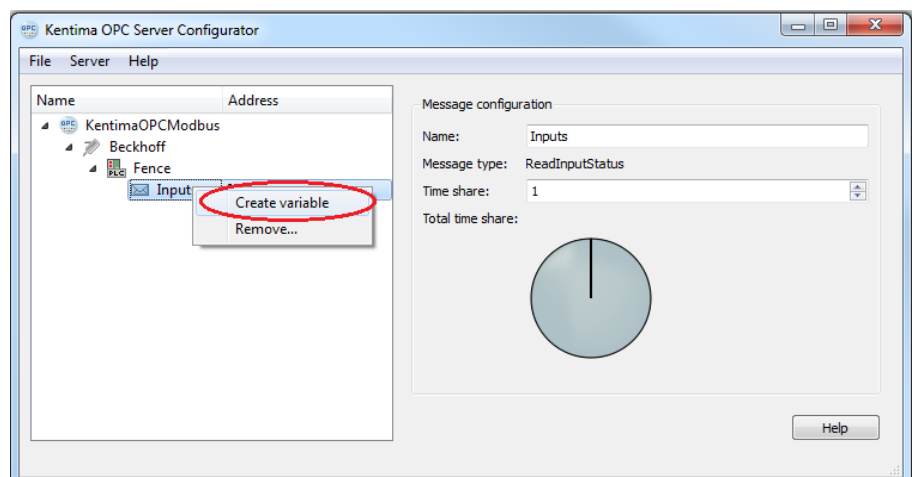 Kentima OPC Server Configurator
File Server Help
Name Address
KentimaOPCModbus
Beckhoff
PLC Fence
Input
Create variable
Remove...
Message configuration
Name: Inputs
Message type: ReadInputStatus
Time share: 1
Total time share:
Help